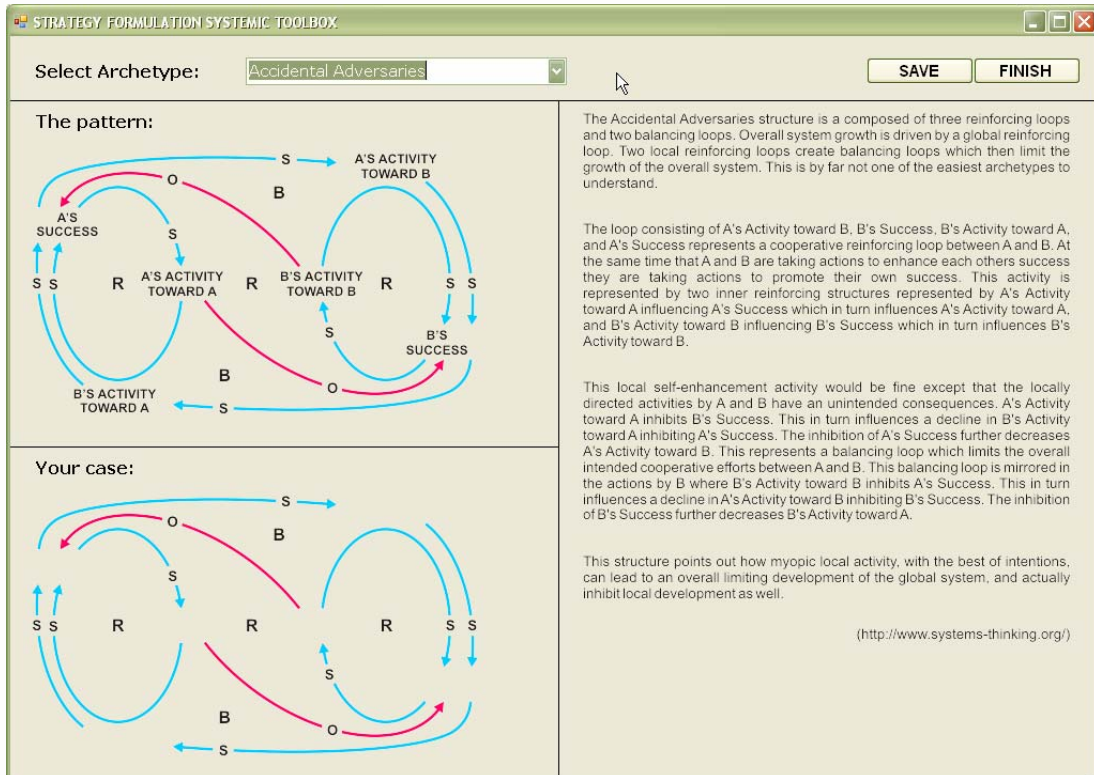 STRATEGY FORMULATION SYSTEMIC TOOLBOX
Select Archetype:
Accidental Adversaries
SAVE
FINISH
The pattern:
S
A'S ACTIVITY
TOWARD B
O
B
A'S
SUCCESS
S
A'S ACTIVITY
TOWARD A
B'S ACTIVITY
TOWARD B
S S
R
R
R
S S
S
B'S
SUCCESS
B
B'S ACTIVITY
TOWARD A
O
S
Your case:
S
O
B
S
S S
R
R
R
S S
S
B
O
S
The Accidental Adversaries structure is a composed of three reinforcing loops
and two balancing loops. Overall system growth is driven by a global reinforcing
loop. Two local reinforcing loops create balancing loops which then limit the
growth of the overall system. This is by far not one of the easiest archetypes to
understand.
The loop consisting of A's Activity toward B, B's Success, B's Activity toward A,
and A's Success represents a cooperative reinforcing loop between A and B. At
the same time that A and B are taking actions to enhance each others success
they are taking actions to promote their own success. This activity is
represented by two inner reinforcing structures represented by A's Activity
toward A influencing A's Success which in turn influences A's Activity toward A,
and B's Activity toward B influencing B's Success which in turn influences B's
Activity toward B.
This local self-enhancement activity would be fine except that the locally
directed activities by A and B have an unintended consequences. A's Activity
toward A inhibits B's Success. This in turn influences a decline in B's Activity
toward A inhibiting A's Success. The inhibition of A's Success further decreases
A's Activity toward B. This represents a balancing loop which limits the overall
intended cooperative efforts between A and B. This balancing loop is mirrored in
the actions by B where B's Activity toward B inhibits A's Success. This in turn
influences a decline in A's Activity toward B inhibiting B's Success. The inhibition
of B's Success further decreases B's Activity toward A.
This structure points out how myopic local activity, with the best of intentions,
can lead to an overall limiting development of the global system, and actually
inhibit local development as well.
(http://www.systems-thinking.org/)